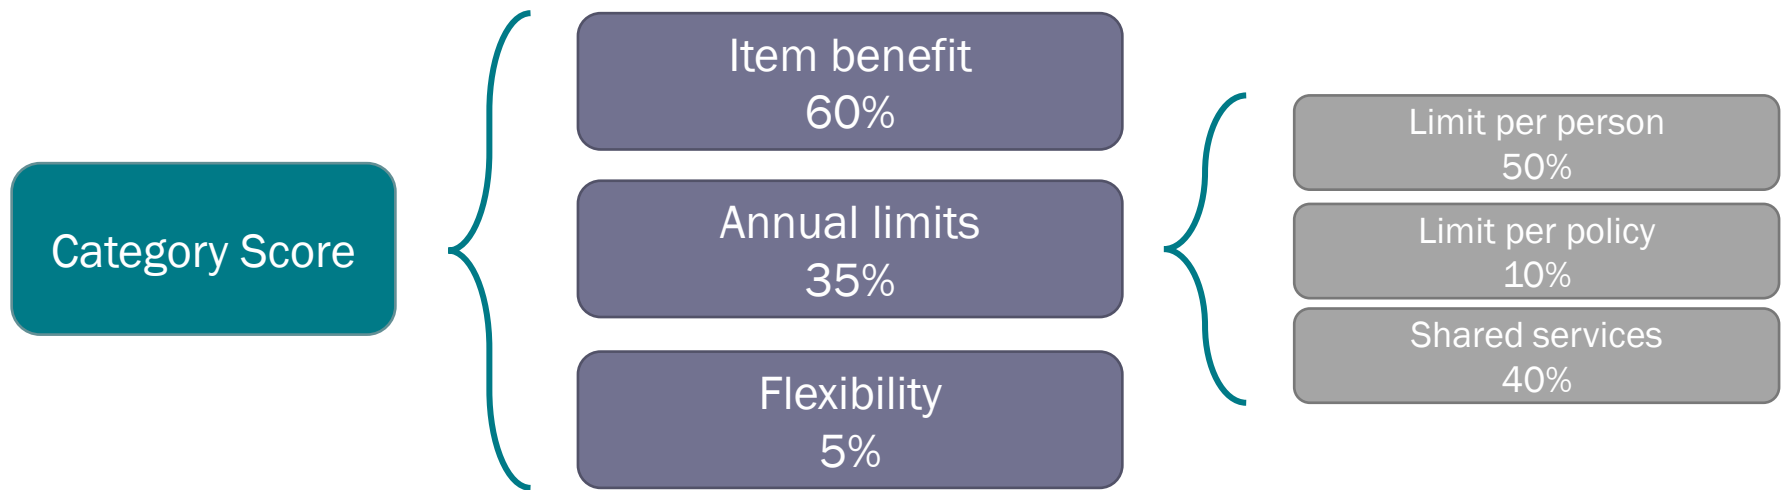 Category Score
Item benefit
60%
Annual limits
35%
Flexibility
5%
Limit per person
50%
Limit per policy
10%
Shared services
40%